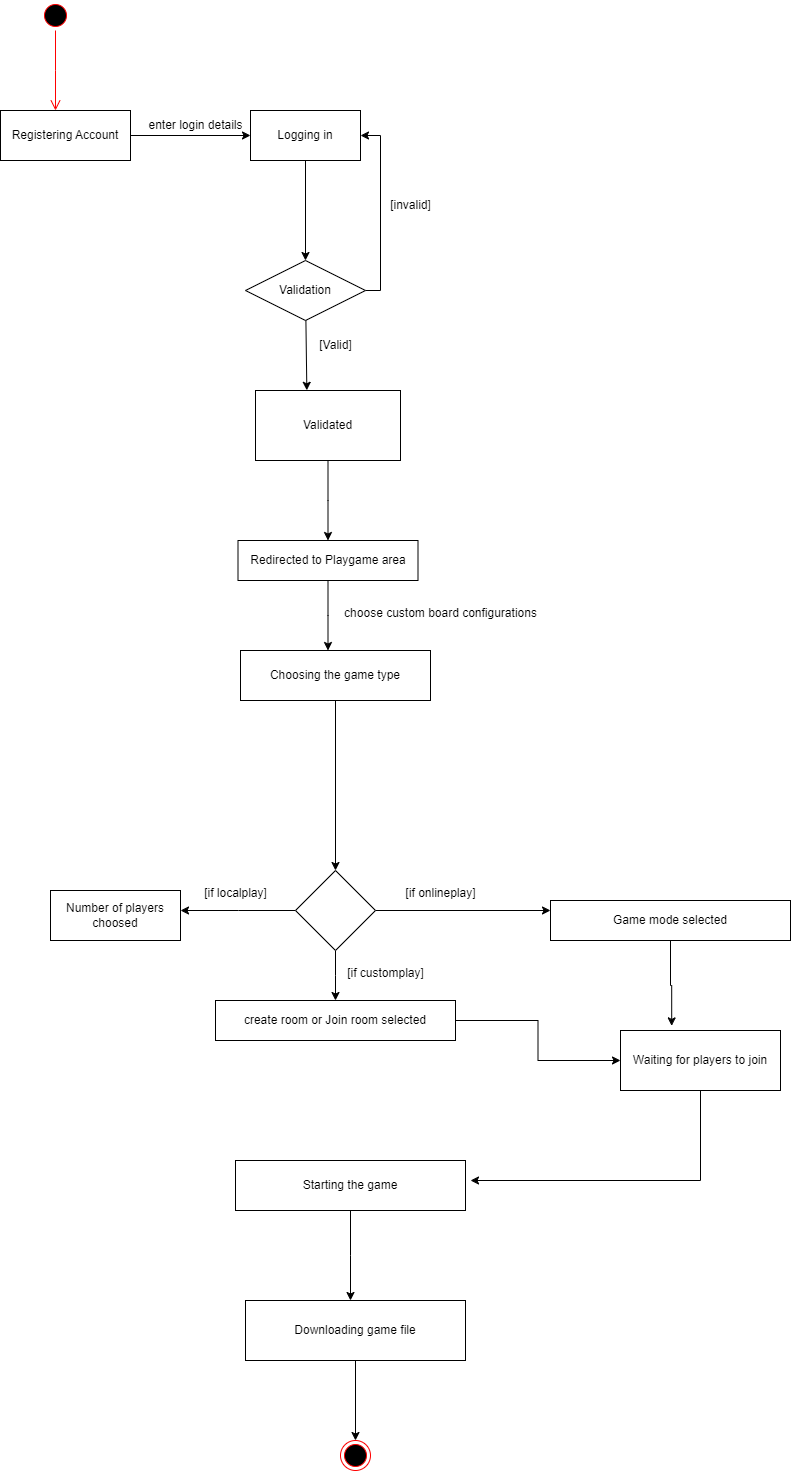 Registering Account
enter login details
Logging in
[invalid]
Validation
[Valid]
Validated
Redirected to Playgame area
choose custom board configurations
Choosing the game type
[if localplay]
[if onlineplay]
Number of players
choosed
Game mode selected
[if customplay]
create room or Join room selected
Waiting for players to join
Starting the game
Downloading game file